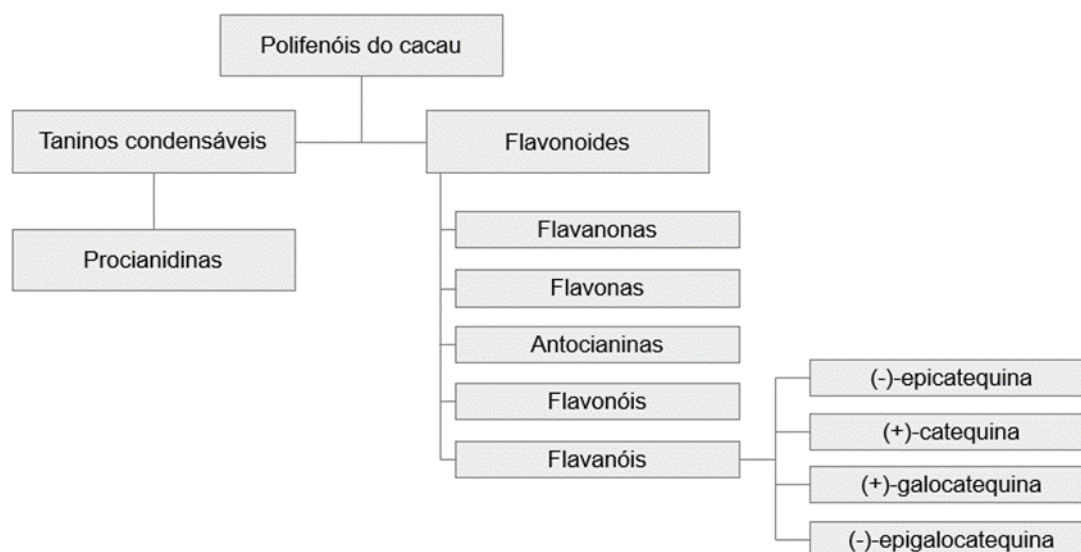 Polifenóis do cacau
Taninos condensáveis
Flavonoides
Procianidinas
Flavanonas
Flavonas
Antocianinas
Flavonóis
Flavanóis
(-)-epicatequina
(+)-catequina
(+)-galocatequina
(-)-epigalocatequina